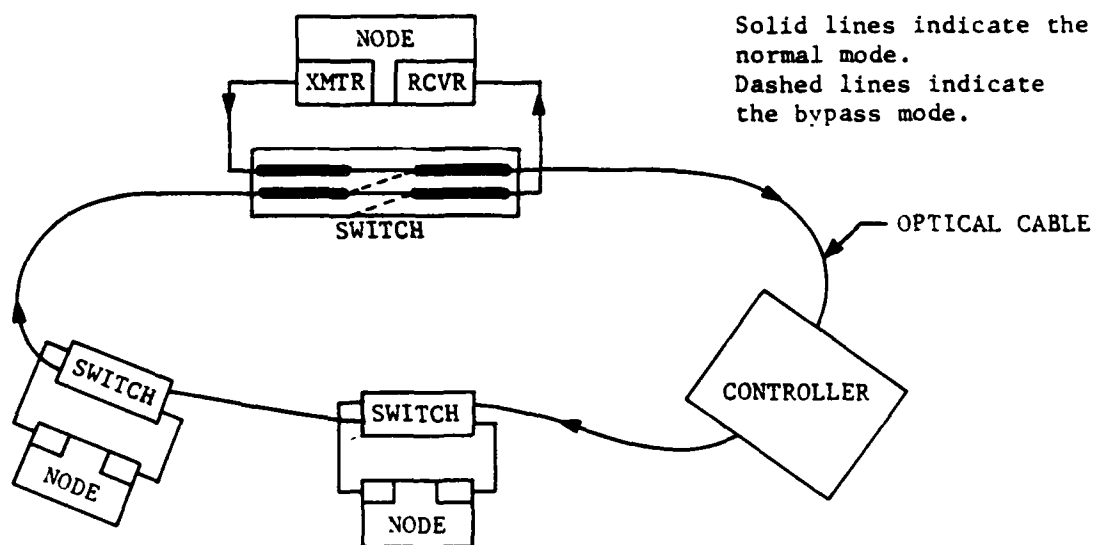 Solid lines indicate the
normal mode.
Dashed lines indicate
the bypass mode.
NODE
XMTR
RCVR
SWITCH
OPTICAL CABLE
SWITCH
SWITCH
CONTROLLER
NODE
NODE